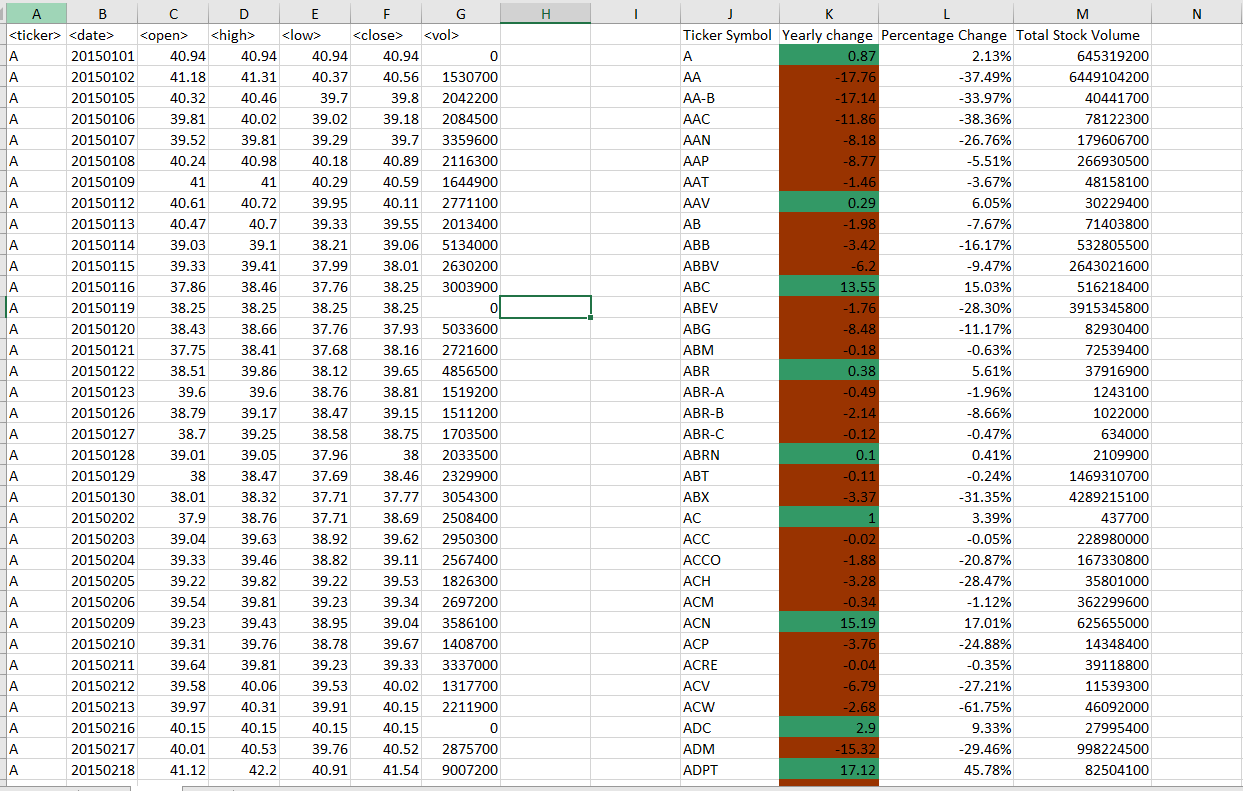 A B C D E F G H I J K L M N
<ticker> <date> <open> <high> <low> <close> <vol> Ticker Symbol Yearly change Percentage Change Total Stock Volume
A 20150101 40.94 40.94 40.94 40.94 0 A 0.87 2.13% 645319200
A 20150102 41.18 41.31 40.37 40.56 1530700 AA -17.76 -37.49% 6449104200
A 20150105 40.32 40.46 39.7 39.8 2042200 AA-B -17.14 -33.97% 40441700
A 20150106 39.81 40.02 39.02 39.18 2084500 AAC -11.86 -38.36% 78122300
A 20150107 39.52 39.81 39.29 39.7 3359600 AAN -8.18 -26.76% 179606700
A 20150108 40.24 40.98 40.18 40.89 2116300 AAP -8.77 -5.51% 266930500
A 20150109 41 41 40.29 40.59 1644900 AAT -1.46 -3.67% 48158100
A 20150112 40.61 40.72 39.95 40.11 2771100 AAV 0.29 6.05% 30229400
A 20150113 40.47 40.7 39.33 39.55 2013400 AB -1.98 -7.67% 71403800
A 20150114 39.03 39.1 38.21 39.06 5134000 ABB -3.42 -16.17% 532805500
A 20150115 39.33 39.41 37.99 38.01 2630200 ABBV -6.2 -9.47% 2643021600
A 20150116 37.86 38.46 37.76 38.25 3003900 ABC 13.55 15.03% 516218400
A 20150119 38.25 38.25 38.25 38.25 0 ABEV -1.76 -28.30% 3915345800
A 20150120 38.43 38.66 37.76 37.93 5033600 ABG -8.48 -11.17% 82930400
A 20150121 37.75 38.41 37.68 38.16 2721600 ABM -0.18 -0.63% 72539400
A 20150122 38.51 39.86 38.12 39.65 4856500 ABR 0.38 5.61% 37916900
A 20150123 39.6 39.6 38.76 38.81 1519200 ABR-A -0.49 -1.96% 1243100
A 20150126 38.79 39.17 38.47 39.15 1511200 ABR-B -2.14 -8.66% 1022000
A 20150127 38.7 39.25 38.58 38.75 1703500 ABR-C -0.12 -0.47% 634000
A 20150128 39.01 39.05 37.96 38 2033500 ABRN 0.1 0.41% 2109900
A 20150129 38 38.47 37.69 38.46 2329900 ABT -0.11 -0.24% 1469310700
A 20150130 38.01 38.32 37.71 37.77 3054300 ABX -3.37 -31.35% 4289215100
A 20150202 37.9 38.76 37.71 38.69 2508400 AC 1 3.39% 437700
A 20150203 39.04 39.63 38.92 39.62 2950300 ACC -0.02 -0.05% 228980000
A 20150204 39.33 39.46 38.82 39.11 2567400 ACCO -1.88 -20.87% 167330800
A 20150205 39.22 39.82 39.22 39.53 1826300 ACH -3.28 -28.47% 35801000
A 20150206 39.54 39.81 39.23 39.34 2697200 ACM -0.34 -1.12% 362299600
A 20150209 39.23 39.43 38.95 39.04 3586100 ACN 15.19 17.01% 625655000
A 20150210 39.31 39.76 38.78 39.67 1408700 ACP -3.76 -24.88% 14348400
A 20150211 39.64 39.81 39.23 39.33 3337000 ACRE -0.04 -0.35% 39118800
A 20150212 39.58 40.06 39.53 40.02 1317700 ACV -6.79 -27.21% 11539300
A 20150213 39.97 40.31 39.91 40.15 2211900 ACW -2.68 -61.75% 46092000
A 20150216 40.15 40.15 40.15 40.15 0 ADC 2.9 9.33% 27995400
A 20150217 40.01 40.53 39.76 40.52 2875700 ADM -15.32 -29.46% 998224500
A 20150218 41.12 42.2 40.91 41.54 9007200 ADPT 17.12 45.78% 82504100